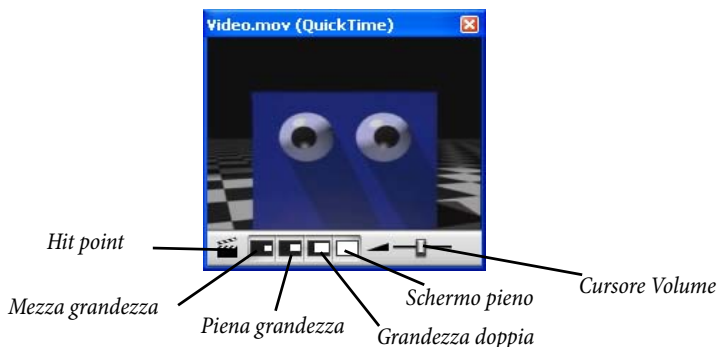 Video.mov (QuickTime)
Hit point
Mezza grandezza
Piena grandezza
Grandezza doppia
Schermo pieno
Cursore Volume